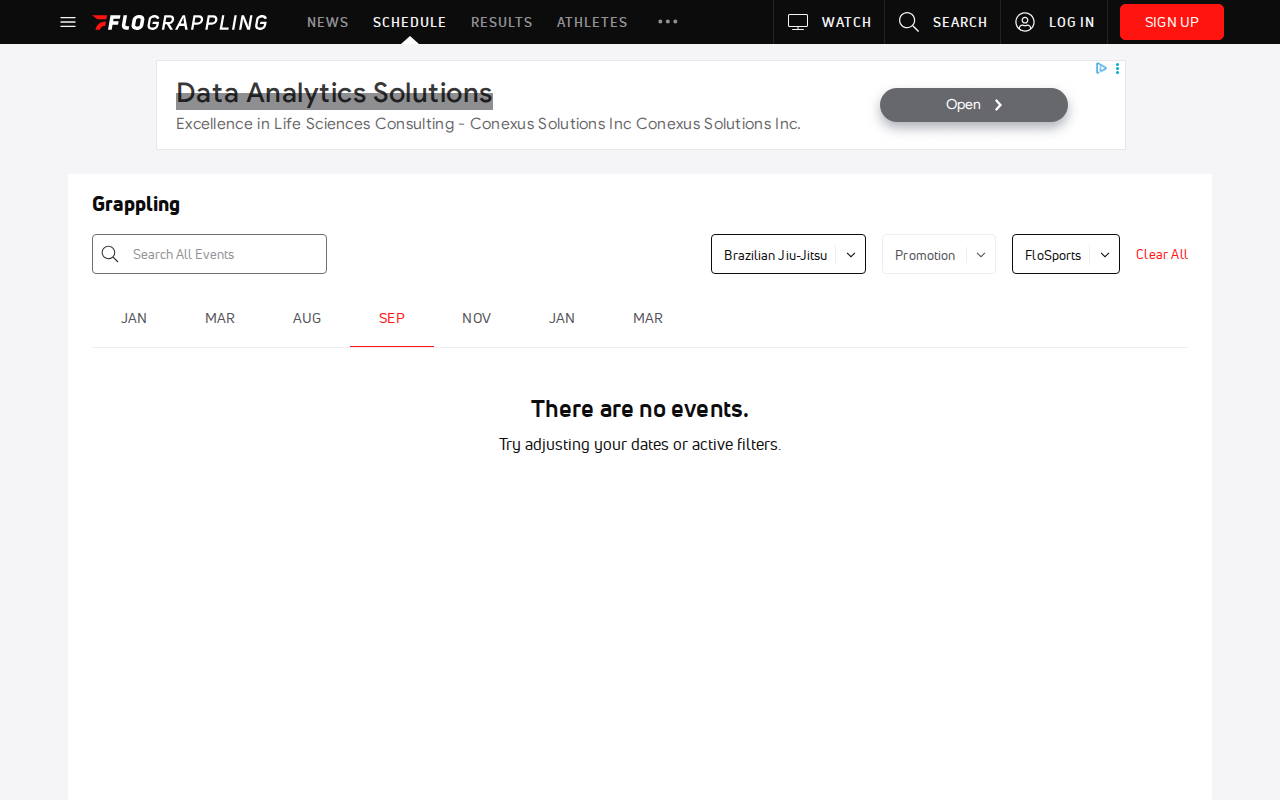 FLOGRAPPLING NEWS SCHEDULE RESULTS ATHLETES WATCH SEARCH LOG IN SIGN UP
Data Analytics Solutions
Excellence in Life Sciences Consulting - Conexus Solutions Inc Conexus Solutions Inc.
Open
Grappling
Search All Events Brazilian Jiu-Jitsu Promotion FloSports Clear All
JAN MAR AUG SEP NOV JAN MAR
There are no events.
Try adjusting your dates or active filters.